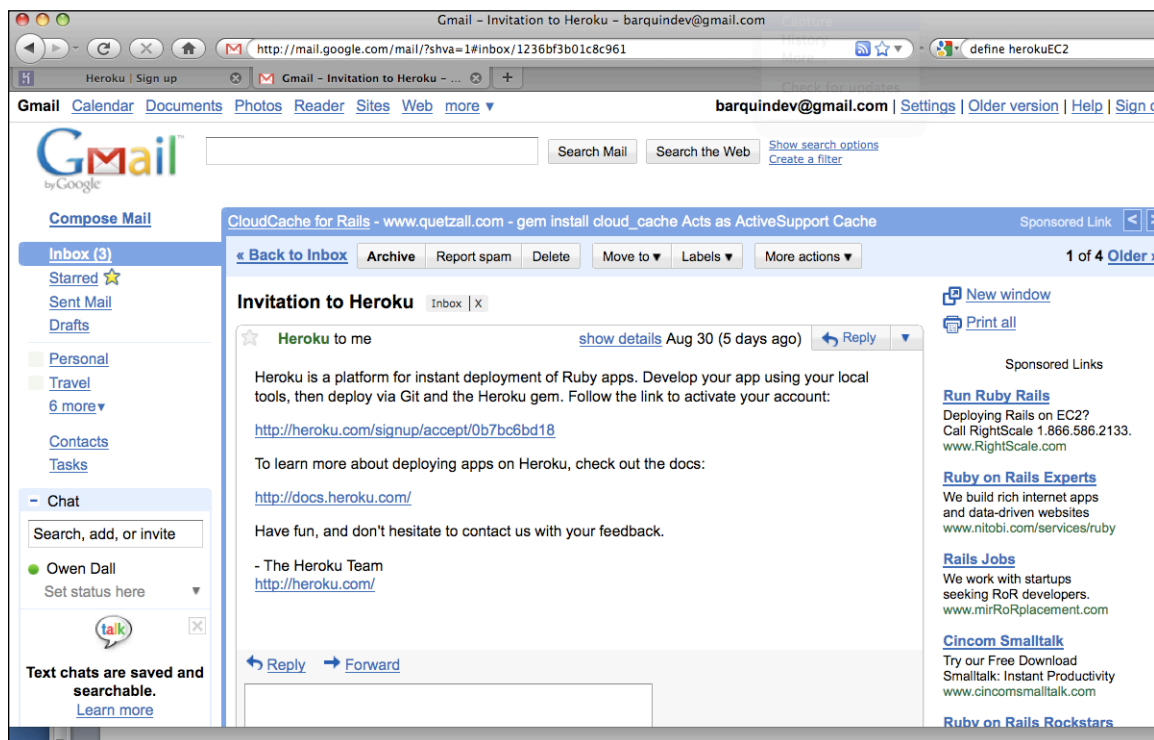 Gmail – Invitation to Heroku – barquindev@gmail.com
http://mail.google.com/mail/?shva=1#inbox/1236bf3b01c8c961
define herokuEC2
Capture
History
More...
Check for updates
Heroku | Sign up
Gmail – Invitation to Heroku – ...
Gmail Calendar Documents Photos Reader Sites Web more ▼
barquindev@gmail.com | Settings | Older version | Help | Sign
Gmail
by Google
TM
Search Mail
Search the Web
Show search options
Create a filter
Compose Mail
Inbox (3)
Starred
Sent Mail
Drafts
Personal
Travel
6 more▼
Contacts
Tasks
– Chat
Search, add, or invite
Owen Dall
Set status here
talk
Text chats are saved and
searchable.
Learn more
CloudCache for Rails - www.quetzall.com - gem install cloud_cache Acts as ActiveSupport Cache
Sponsored Link < >
« Back to Inbox Archive Report spam Delete Move to ▼ Labels ▼ More actions ▼
1 of 4 Older ›
Invitation to Heroku Inbox | X
Heroku to me
show details Aug 30 (5 days ago) Reply
Heroku is a platform for instant deployment of Ruby apps. Develop your app using your local
tools, then deploy via Git and the Heroku gem. Follow the link to activate your account:
http://heroku.com/signup/accept/0b7bc6bd18
To learn more about deploying apps on Heroku, check out the docs:
http://docs.heroku.com/
Have fun, and don't hesitate to contact us with your feedback.
- The Heroku Team
http://heroku.com/
Reply Forward
New window
Print all
Sponsored Links
Run Ruby Rails
Deploying Rails on EC2?
Call RightScale 1.866.586.2133.
www.RightScale.com
Ruby on Rails Experts
We build rich internet apps
and data-driven websites
www.nitobi.com/services/ruby
Rails Jobs
We work with startups
seeking RoR developers.
www.mirRoRplacement.com
Cincom Smalltalk
Try our Free Download
Smalltalk: Instant Productivity
www.cincomsmalltalk.com
Ruby on Rails Rockstars